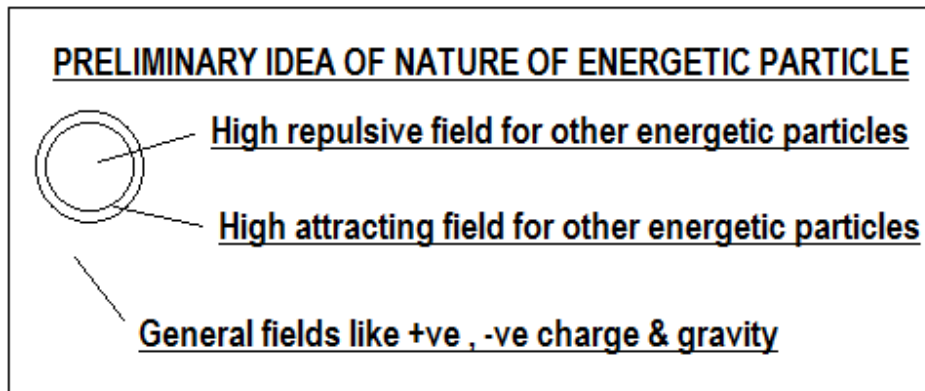 PRELIMINARY IDEA OF NATURE OF ENERGETIC PARTICLE
High repulsive field for other energetic particles
High attracting field for other energetic particles
General fields like +ve , -ve charge & gravity